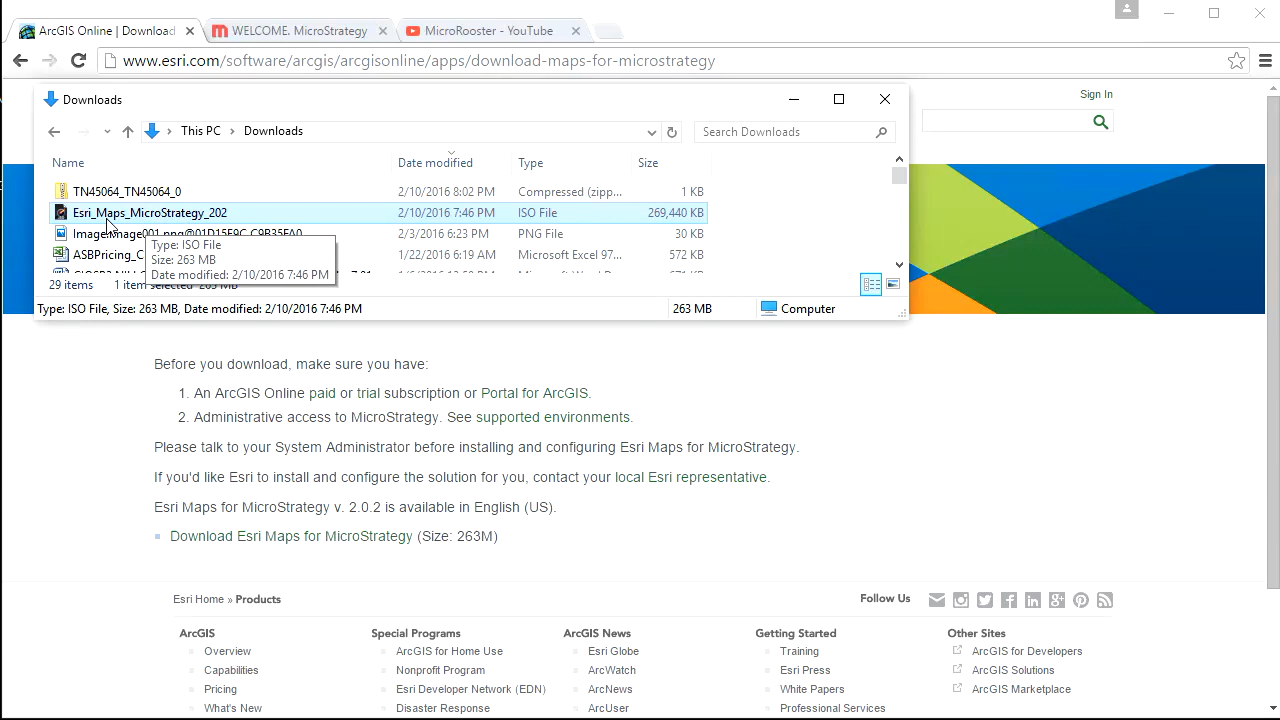 ArcGIS Online | Download
WELCOME. MicroStrategy
MicroRooster - YouTube
www.esri.com/software/arcgis/arcgisonline/apps/download-maps-for-microstrategy
Downloads
Sign In
This PC > Downloads
Search Downloads
Name Date modified Type Size
TN45064_TN45064_0 2/10/2016 8:02 PM Compressed (zipp... 1 KB
Esri_Maps_MicroStrategy_202 2/10/2016 7:46 PM ISO File 269,440 KB
2/3/2016 6:23 PM PNG File 30 KB
ASBPricing_C 1/22/2016 6:19 AM Microsoft Excel 97... 572 KB
Type: ISO File
Size: 263 MB
Date modified: 2/10/2016 7:46 PM
29 items 1 item selected 263 MB
Type: ISO File, Size: 263 MB, Date modified: 2/10/2016 7:46 PM 263 MB Computer
Before you download, make sure you have:
1. An ArcGIS Online paid or trial subscription or Portal for ArcGIS.
2. Administrative access to MicroStrategy. See supported environments.
Please talk to your System Administrator before installing and configuring Esri Maps for MicroStrategy.
If you'd like Esri to install and configure the solution for you, contact your local Esri representative.
Esri Maps for MicroStrategy v. 2.0.2 is available in English (US).
Download Esri Maps for MicroStrategy (Size: 263M)
Esri Home » Products
Follow Us
ArcGIS
Overview
Capabilities
Pricing
What's New
Special Programs
ArcGIS for Home Use
Nonprofit Program
Esri Developer Network (EDN)
Disaster Response
ArcGIS News
Esri Globe
ArcWatch
ArcNews
ArcUser
Getting Started
Training
Esri Press
White Papers
Professional Services
Other Sites
ArcGIS for Developers
ArcGIS Solutions
ArcGIS Marketplace